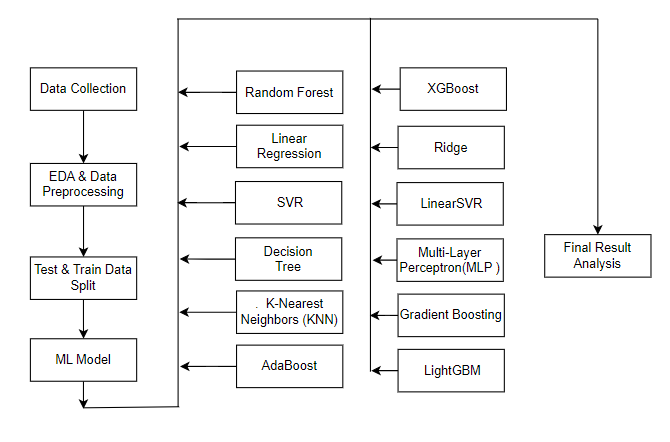 Data Collection
EDA & Data
Preprocessing
Test & Train Data
Split
ML Model
Random Forest
Linear
Regression
SVR
Decision
Tree
. K-Nearest
Neighbors (KNN)
AdaBoost
XGBoost
Ridge
LinearSVR
Multi-Layer
Perceptron(MLP )
Gradient Boosting
LightGBM
Final Result
Analysis